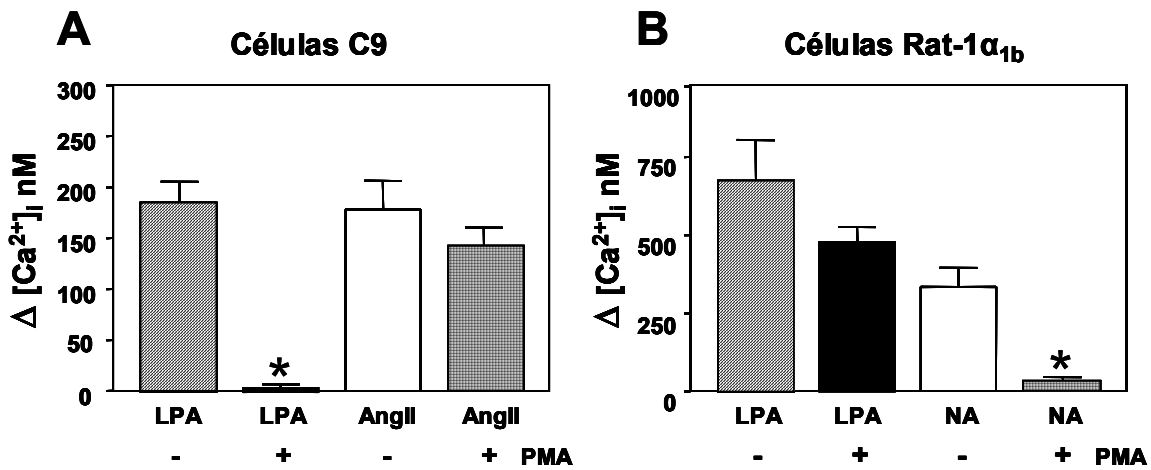 A
Células C9
Δ [Ca²⁺]ᵢ nM
300
250
200
150
100
50
0
*
LPA LPA AngII AngII
- + - + PMA
B
Células Rat-1α₁b
Δ [Ca²⁺]ᵢ nM
1000
750
500
250
0
*
LPA LPA NA NA
- + - + PMA